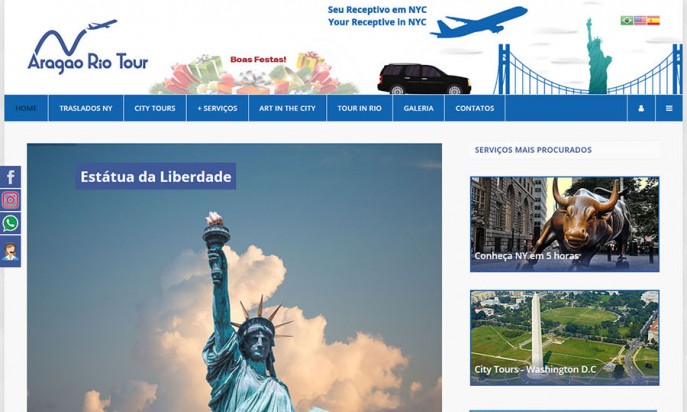 Seu Receptivo em NYC
Your Receptive in NYC
Aragao Rio Tour
Boas Festas!
HOME TRASLADOS NY CITY TOURS + SERVIÇOS ART IN THE CITY TOUR IN RIO GALERIA CONTATOS
Estátua da Liberdade
SERVIÇOS MAIS PROCURADOS
Conheça NY em 5 horas
City Tours - Washington D.C